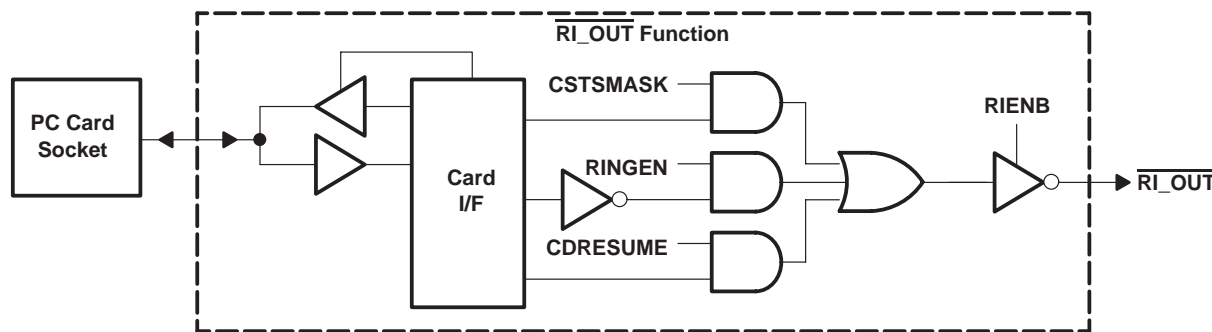 RI_OUT Function
PC Card
Socket
Card
I/F
CSTSMASK
RINGEN
CDRESUME
RIENB
RI_OUT